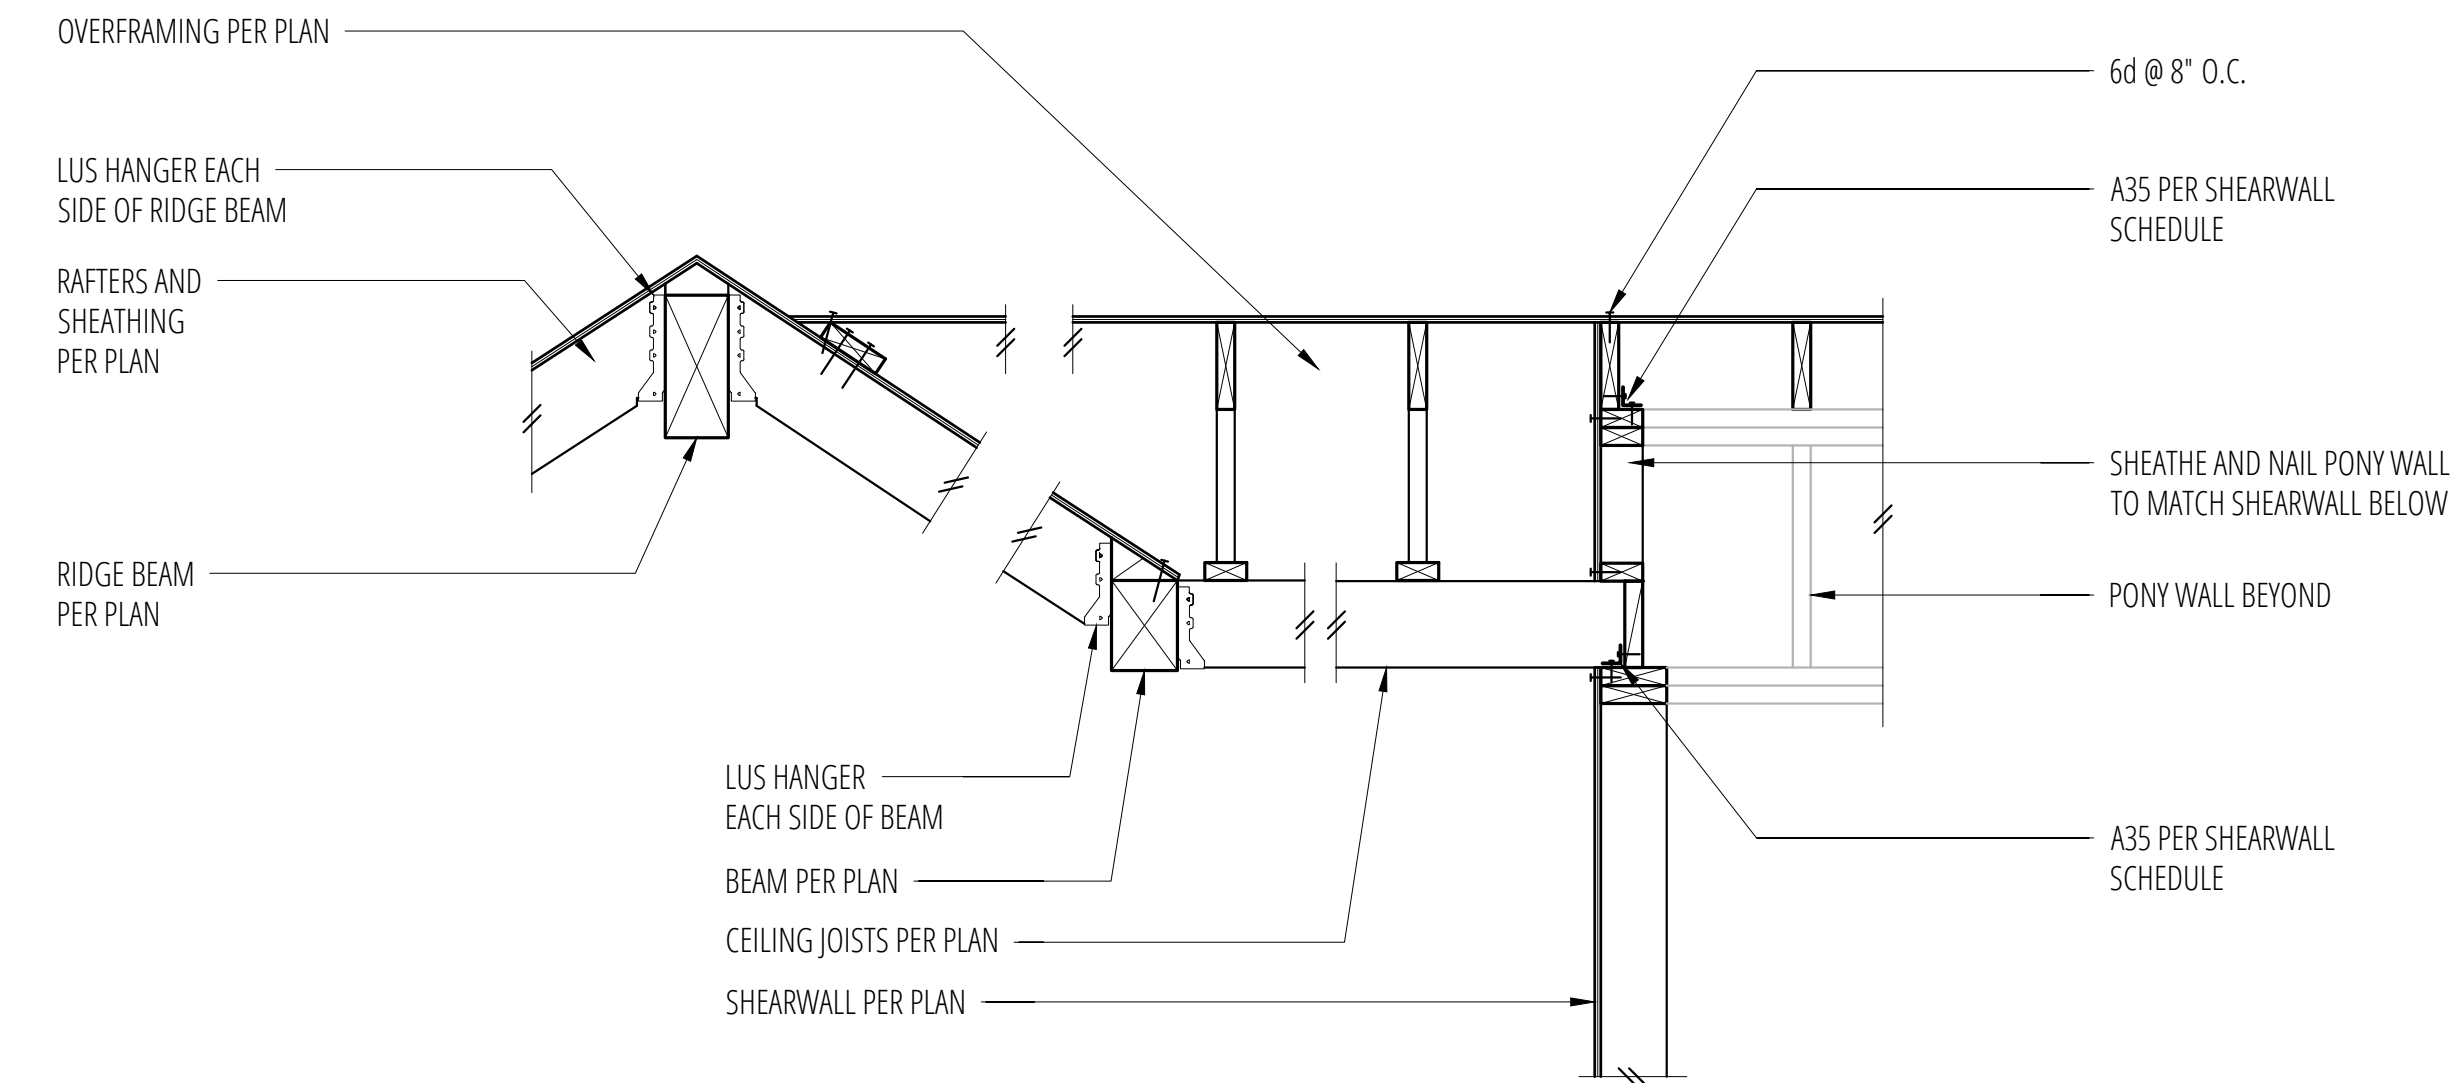 OVERFRAMING PER PLAN
LUS HANGER EACH
SIDE OF RIDGE BEAM
RAFTERS AND
SHEATHING
PER PLAN
RIDGE BEAM
PER PLAN
LUS HANGER
EACH SIDE OF BEAM
BEAM PER PLAN
CEILING JOISTS PER PLAN
SHEARWALL PER PLAN
6d @ 8" O.C.
A35 PER SHEARWALL
SCHEDULE
SHEATHE AND NAIL PONY WALL
TO MATCH SHEARWALL BELOW
PONY WALL BEYOND
A35 PER SHEARWALL
SCHEDULE